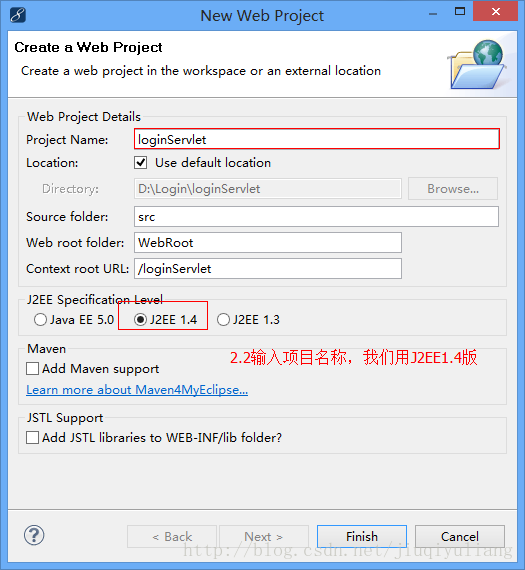 New Web Project
Create a Web Project
Create a web project in the workspace or an external location
Web Project Details
Project Name: loginServlet
Location: Use default location
Directory: D:\Login\loginServlet Browse...
Source folder: src
Web root folder: WebRoot
Context root URL: /loginServlet
J2EE Specification Level
Java EE 5.0 J2EE 1.4 J2EE 1.3
Maven
Add Maven support
2.2输入项目名称，我们用J2EE1.4版
Learn more about Maven4MyEclipse...
JSTL Support
Add JSTL libraries to WEB-INF/lib folder?
< Back Next > Finish Cancel
http://blog.csdn.net/jiuqiyuliang